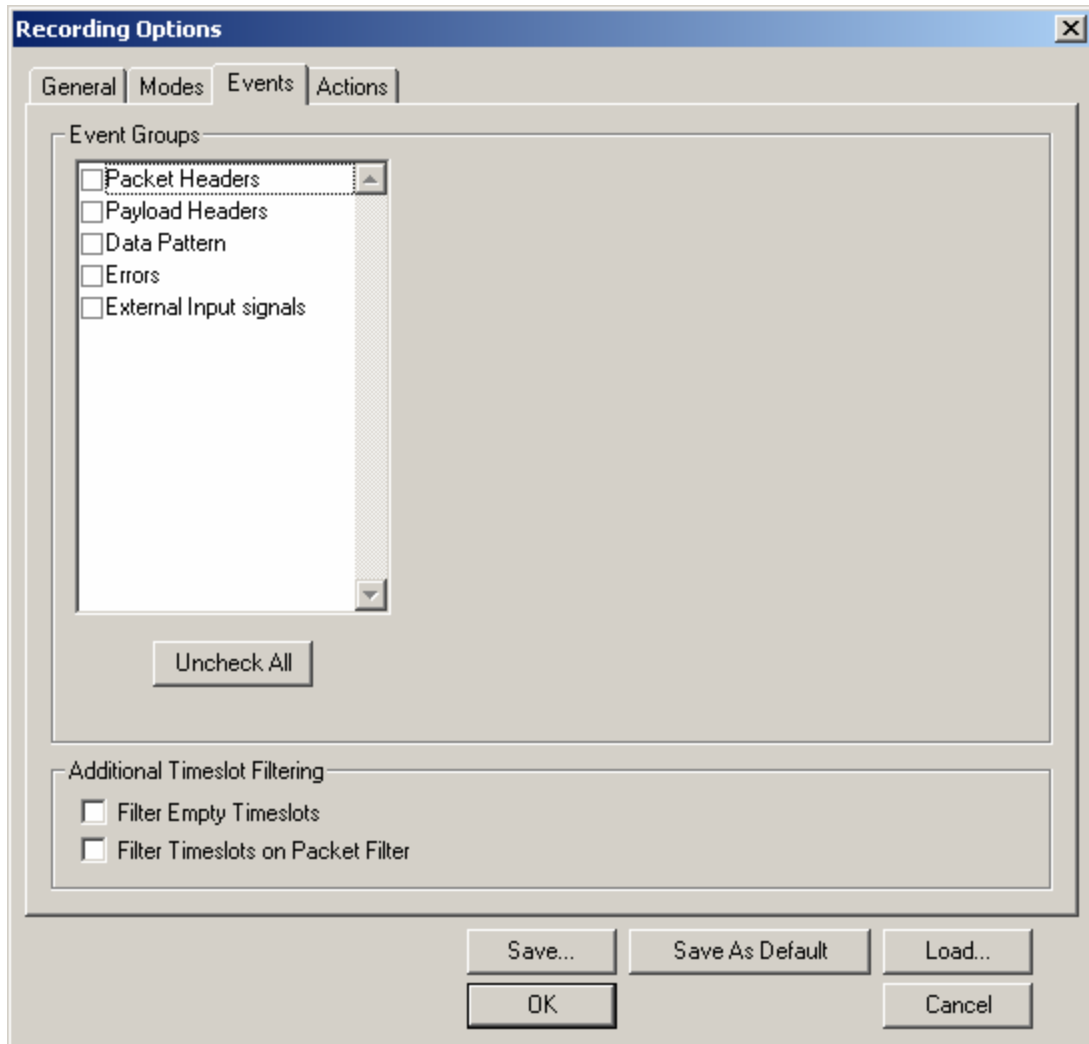 Recording Options
General Modes Events Actions
Event Groups
Packet Headers
Payload Headers
Data Pattern
Errors
External Input signals
Uncheck All
Additional Timeslot Filtering
Filter Empty Timeslots
Filter Timeslots on Packet Filter
Save... Save As Default Load...
OK Cancel